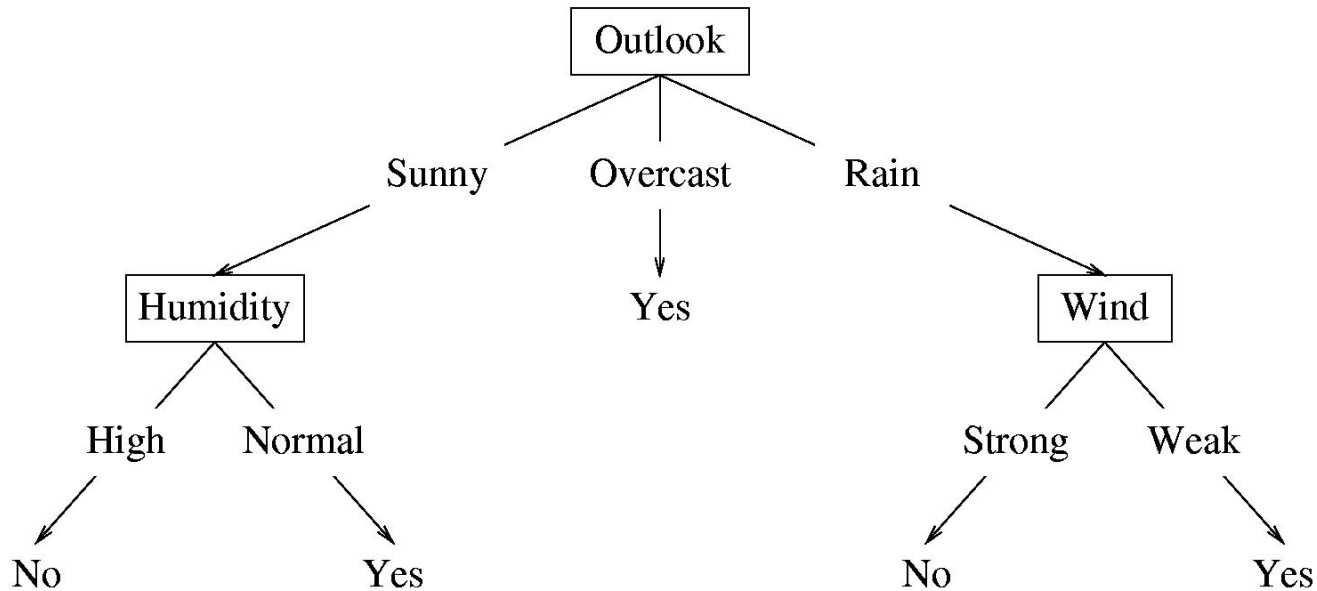 Outlook
Sunny Overcast Rain
Humidity Yes Wind
High Normal Strong Weak
No Yes No Yes